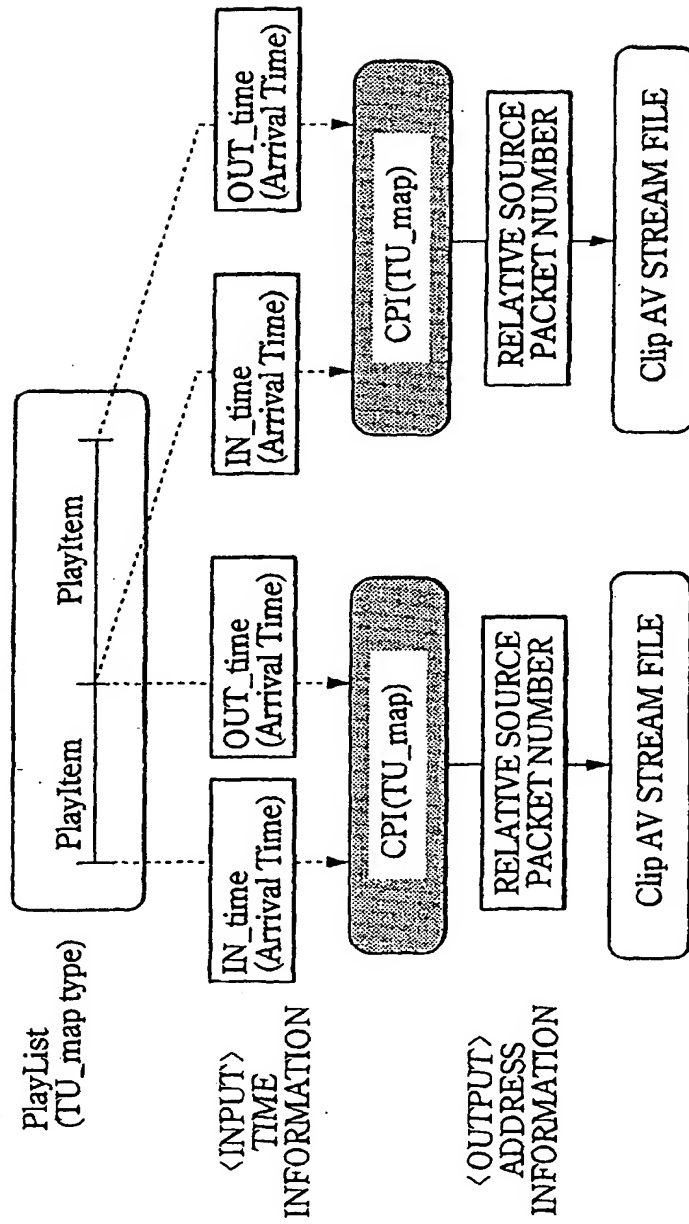 PlayList
(TU_map type)
PlayItem
PlayItem
<INPUT>
TIME
INFORMATION
IN_time
(Arrival Time)
OUT_time
(Arrival Time)
IN_time
(Arrival Time)
OUT_time
(Arrival Time)
CPI(TU_map)
CPI(TU_map)
<OUTPUT>
ADDRESS
INFORMATION
RELATIVE SOURCE
PACKET NUMBER
RELATIVE SOURCE
PACKET NUMBER
Clip AV STREAM FILE
Clip AV STREAM FILE